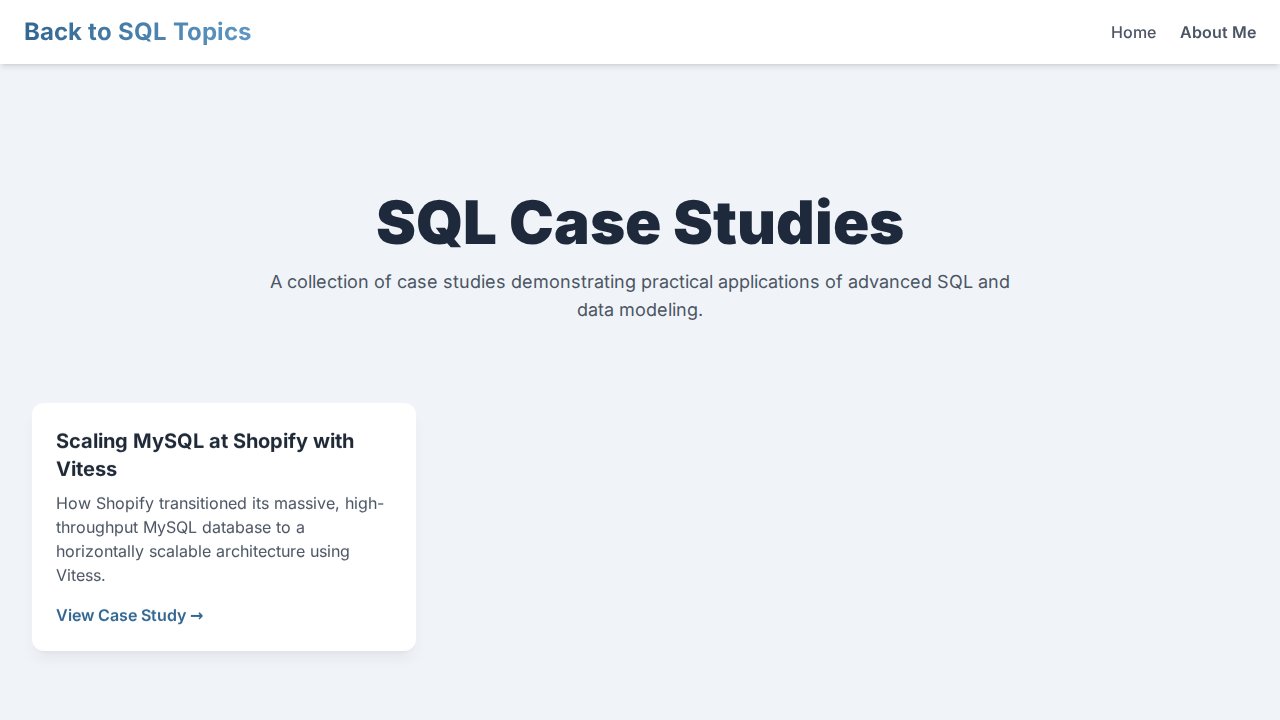 Back to SQL Topics
Home
About Me
SQL Case Studies
A collection of case studies demonstrating practical applications of advanced SQL and
data modeling.
Scaling MySQL at Shopify with
Vitess
How Shopify transitioned its massive, high-
throughput MySQL database to a
horizontally scalable architecture using
Vitess.
View Case Study →